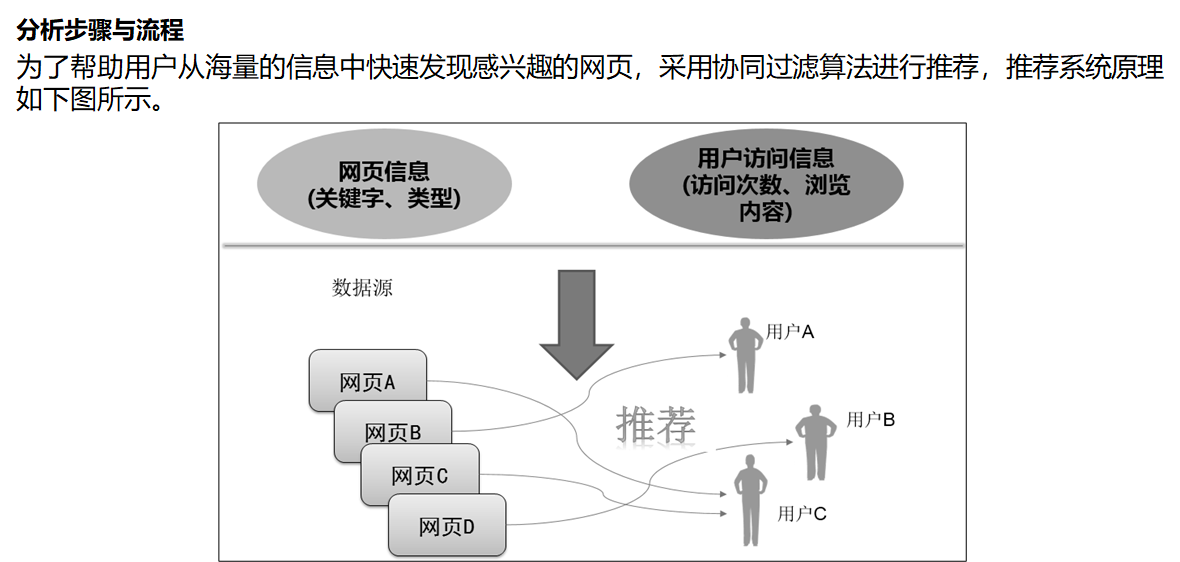 分析步骤与流程
为了帮助用户从海量的信息中快速发现感兴趣的网页，采用协同过滤算法进行推荐，推荐系统原理
如下图所示。
网页信息
(关键字、类型)
用户访问信息
(访问次数、浏览
内容)
数据源
用户A
网页A
网页B
推荐
用户B
网页C
用户C
网页D